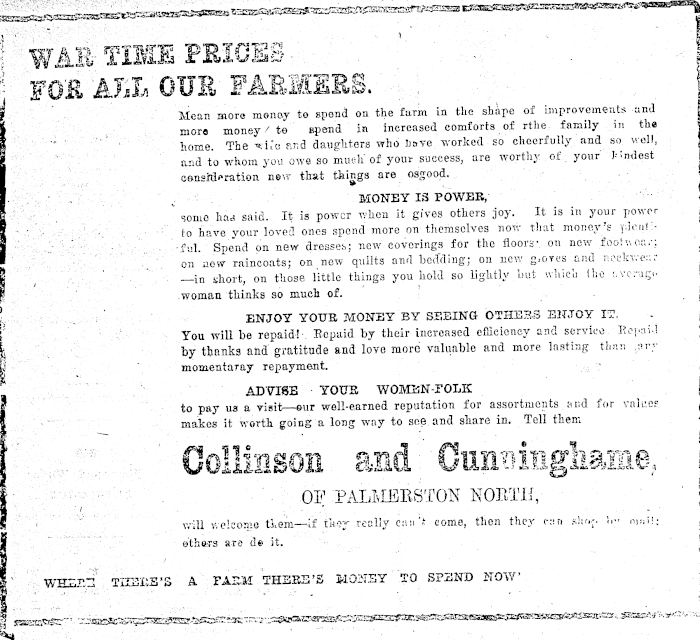 WAR TIME PRICES
FOR ALL OUR FARMERS.
Mean more money to spend on the farm in the shape of improvements and
more money to spend in increased comforts of rthe family in the
home. The wife and daughters who have worked so cheerfully and so well,
and to whom you owe so much of your success, are worthy of your kindest
consideration now that things are osgood.
MONEY IS POWER,
some has said. It is power when it gives others joy. It is in your power
to have your loved ones spend more on themselves now that money's plenti-
ful. Spend on new dresses; new coverings for the floors; on new footwear;
on new raincoats; on new quilts and bedding; on new gloves and neckwear
—in short, on those little things you hold so lightly but which the average
woman thinks so much of.
ENJOY YOUR MONEY BY SEEING OTHERS ENJOY IT.
You will be repaid! Repaid by their increased efficiency and service. Repaid
by thanks and gratitude and love more valuable and more lasting than any
momentaray repayment.
ADVISE YOUR WOMEN-FOLK
to pay us a visit—our well-earned reputation for assortments and for values
makes it worth going a long way to see and share in. Tell them
Collinson and Cunninghame,
OF PALMERSTON NORTH,
will welcome them—if they really can't come, then they can shop by mail;
others are do it.
WHERE THERE'S A FARM THERE'S MONEY TO SPEND NOW'